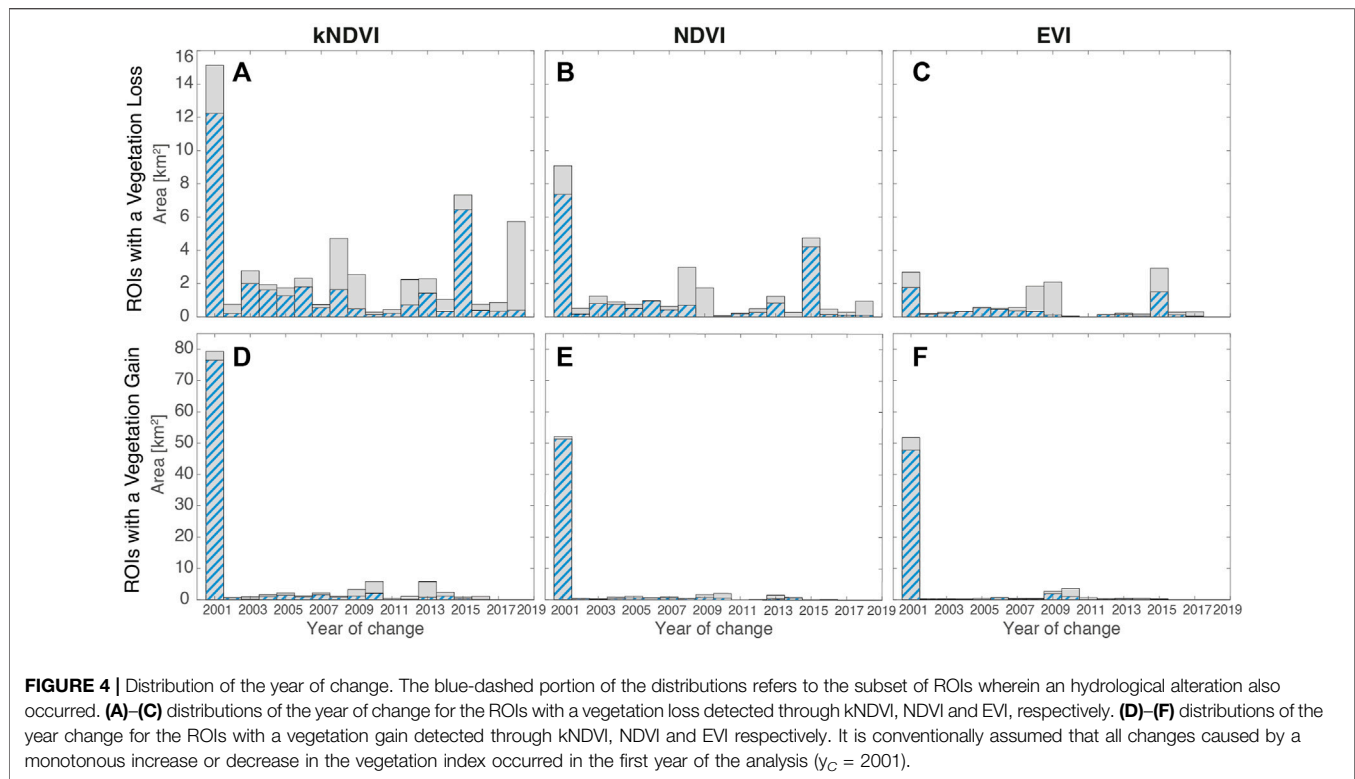 kNDVI
NDVI
EVI
ROIs with a Vegetation Loss
Area [km²]
16
14
12
10
8
6
4
2
0
A
B
C
ROIs with a Vegetation Gain
Area [km²]
80
70
60
50
40
30
20
10
0
D
E
F
2001 2003 2005 2007 2009 2011 2013 2015 2017 2019
2001 2003 2005 2007 2009 2011 2013 2015 2017 2019
2001 2003 2005 2007 2009 2011 2013 2015 2017 2019
Year of change
Year of change
Year of change
FIGURE 4 | Distribution of the year of change. The blue-dashed portion of the distributions refers to the subset of ROIs wherein an hydrological alteration also
occurred. (A)–(C) distributions of the year of change for the ROIs with a vegetation loss detected through kNDVI, NDVI and EVI, respectively. (D)–(F) distributions of the
year change for the ROIs with a vegetation gain detected through kNDVI, NDVI and EVI respectively. It is conventionally assumed that all changes caused by a
monotonous increase or decrease in the vegetation index occurred in the first year of the analysis (yC = 2001).